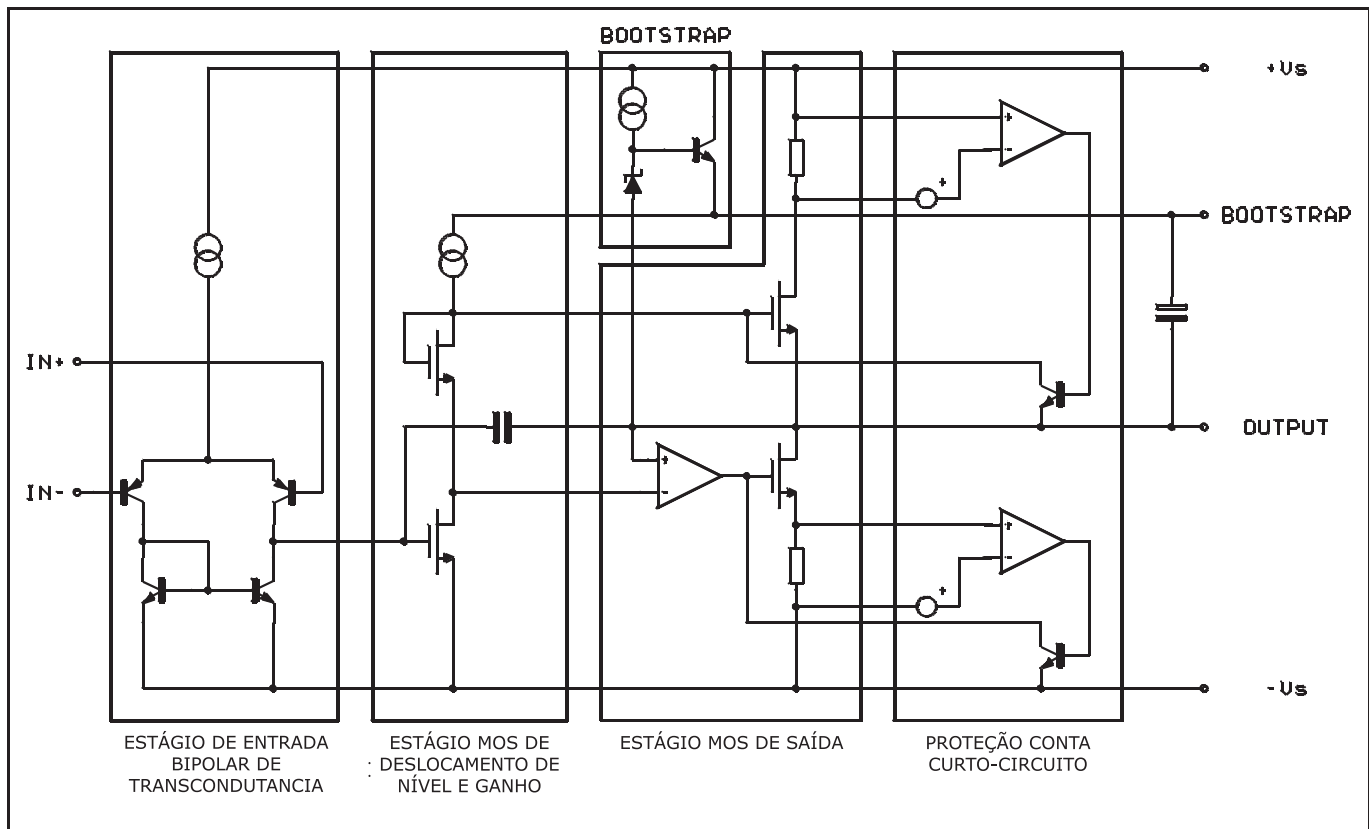 BOOTSTRAP
+Vs
+
-
+
BOOTSTRAP
IN+
OUTPUT
+
-
IN-
+
-
+
-Vs
ESTÁGIO DE ENTRADA
BIPOLAR DE
TRANSCONDUTANCIA
ESTÁGIO MOS DE
: DESLOCAMENTO DE
NÍVEL E GANHO
ESTÁGIO MOS DE SAÍDA
PROTEÇÃO CONTA
CURTO-CIRCUITO